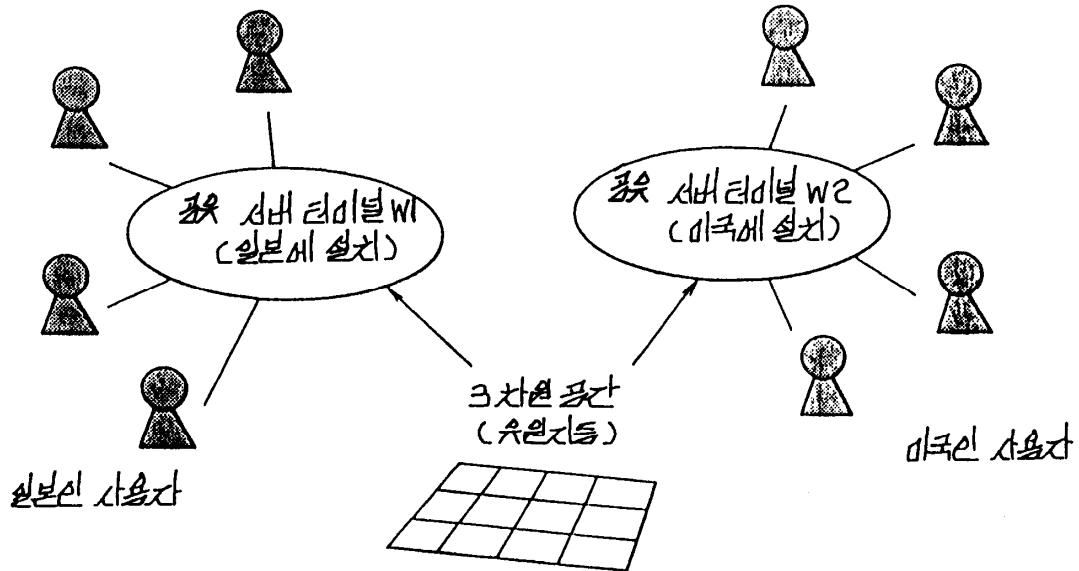 공유 서버 터미널 W1
(일본에 설치)
공유 서버 터미널 W2
(미국에 설치)
3차원 공간
(유원지등)
일본인 사용자
미국인 사용자